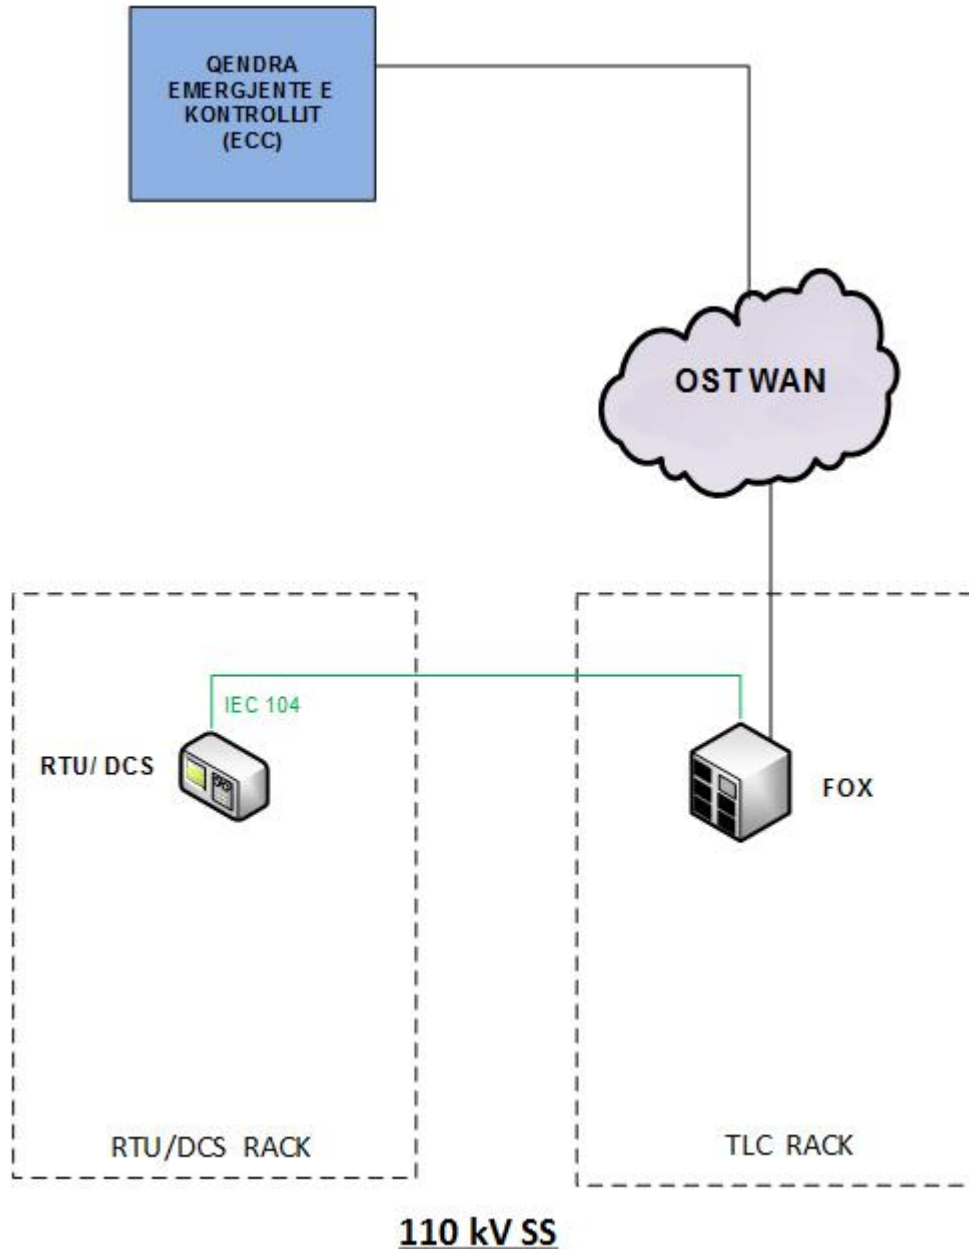 QENDRA
EMERGJENTE E
KONTROLLIT
(ECC)
OST WAN
IEC 104
RTU/ DCS
FOX
RTU/DCS RACK
TLC RACK
110 kV SS